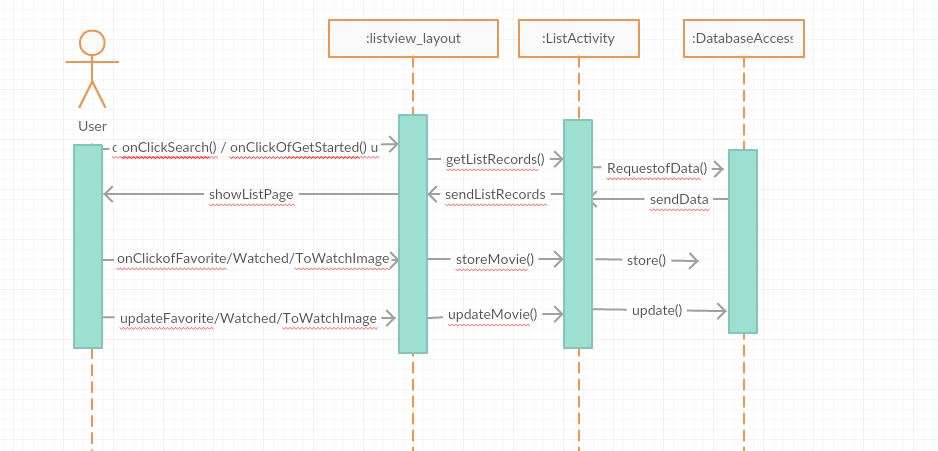 :listview_layout
:ListActivity
:DatabaseAccess
User
c onClickSearch() / onClickOfGetStarted() u
getListRecords()
RequestofData()
showListPage
sendListRecords
sendData
onClickofFavorite/Watched/ToWatchImage
storeMovie()
store()
updateFavorite/Watched/ToWatchImage
updateMovie()
update()